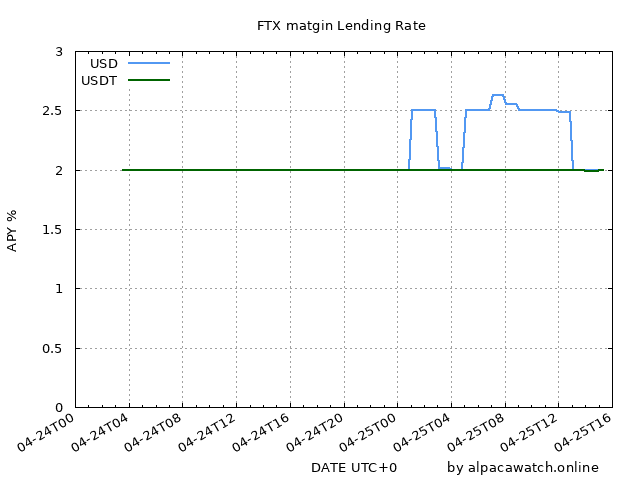 FTX matgin Lending Rate
USD
USDT
3
2.5
2
1.5
1
0.5
0
APY %
04-24T00
04-24T04
04-24T08
04-24T12
04-24T16
04-24T20
04-25T00
04-25T04
04-25T08
04-25T12
04-25T16
DATE UTC+0
by alpacawatch.online